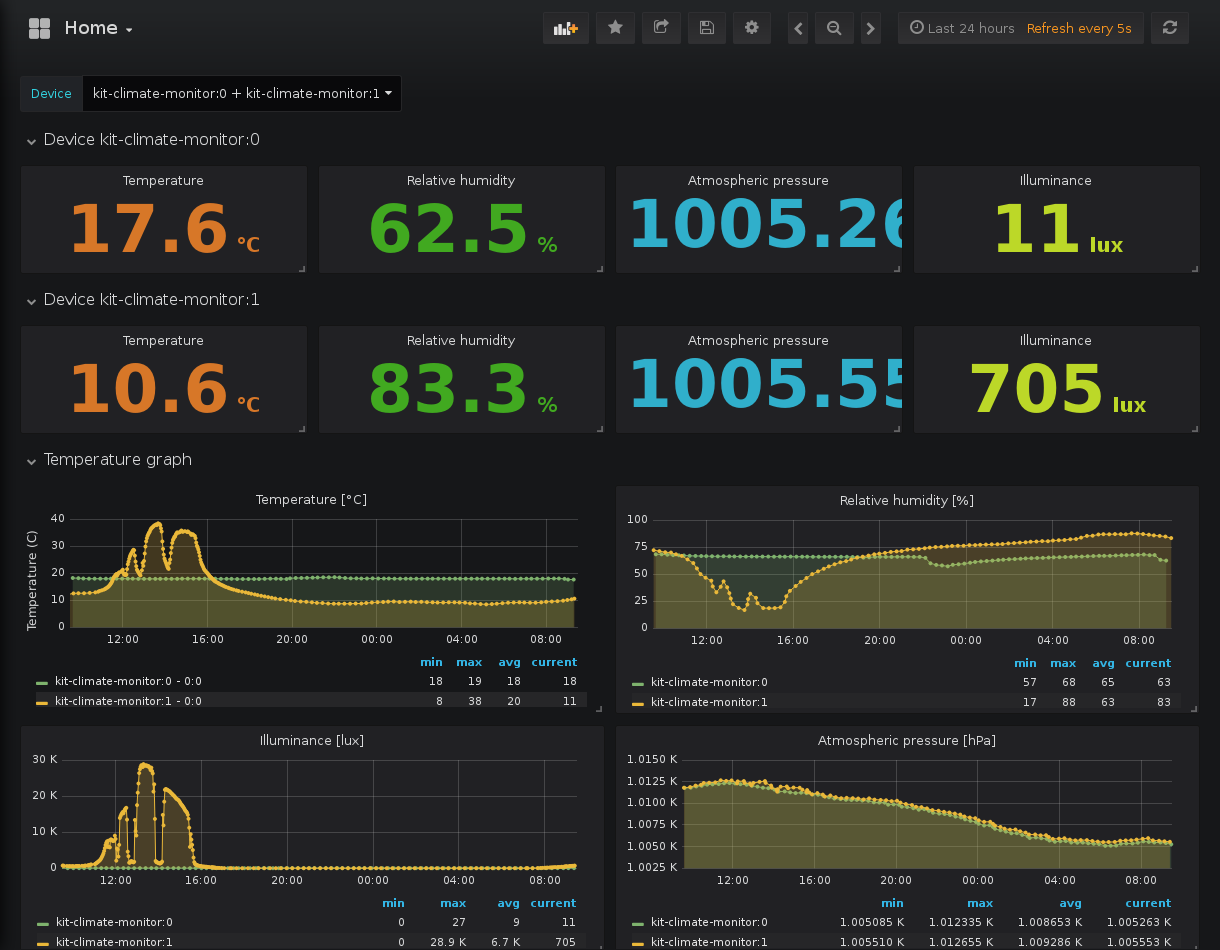 Home
Last 24 hours Refresh every 5s
Device kit-climate-monitor:0 + kit-climate-monitor:1
Device kit-climate-monitor:0
Temperature Relative humidity Atmospheric pressure Illuminance
17.6 °C 62.5 % 1005.26 11 lux
Device kit-climate-monitor:1
Temperature Relative humidity Atmospheric pressure Illuminance
10.6 °C 83.3 % 1005.55 705 lux
Temperature graph
Temperature [°C]
Temperature (C)
40
30
20
10
0
12:00 16:00 20:00 00:00 04:00 08:00
min max avg current
kit-climate-monitor:0 - 0:0 18 19 18 18
kit-climate-monitor:1 - 0:0 8 38 20 11
Relative humidity [%]
100
75
50
25
0
12:00 16:00 20:00 00:00 04:00 08:00
min max avg current
kit-climate-monitor:0 57 68 65 63
kit-climate-monitor:1 17 88 63 83
Illuminance [lux]
30 K
20 K
10 K
0
12:00 16:00 20:00 00:00 04:00 08:00
min max avg current
kit-climate-monitor:0 0 27 9 11
kit-climate-monitor:1 0 28.9 K 6.7 K 705
Atmospheric pressure [hPa]
1.0150 K
1.0125 K
1.0100 K
1.0075 K
1.0050 K
1.0025 K
12:00 16:00 20:00 00:00 04:00 08:00
min max avg current
kit-climate-monitor:0 1.005085 K 1.012335 K 1.008653 K 1.005263 K
kit-climate-monitor:1 1.005510 K 1.012655 K 1.009286 K 1.005553 K